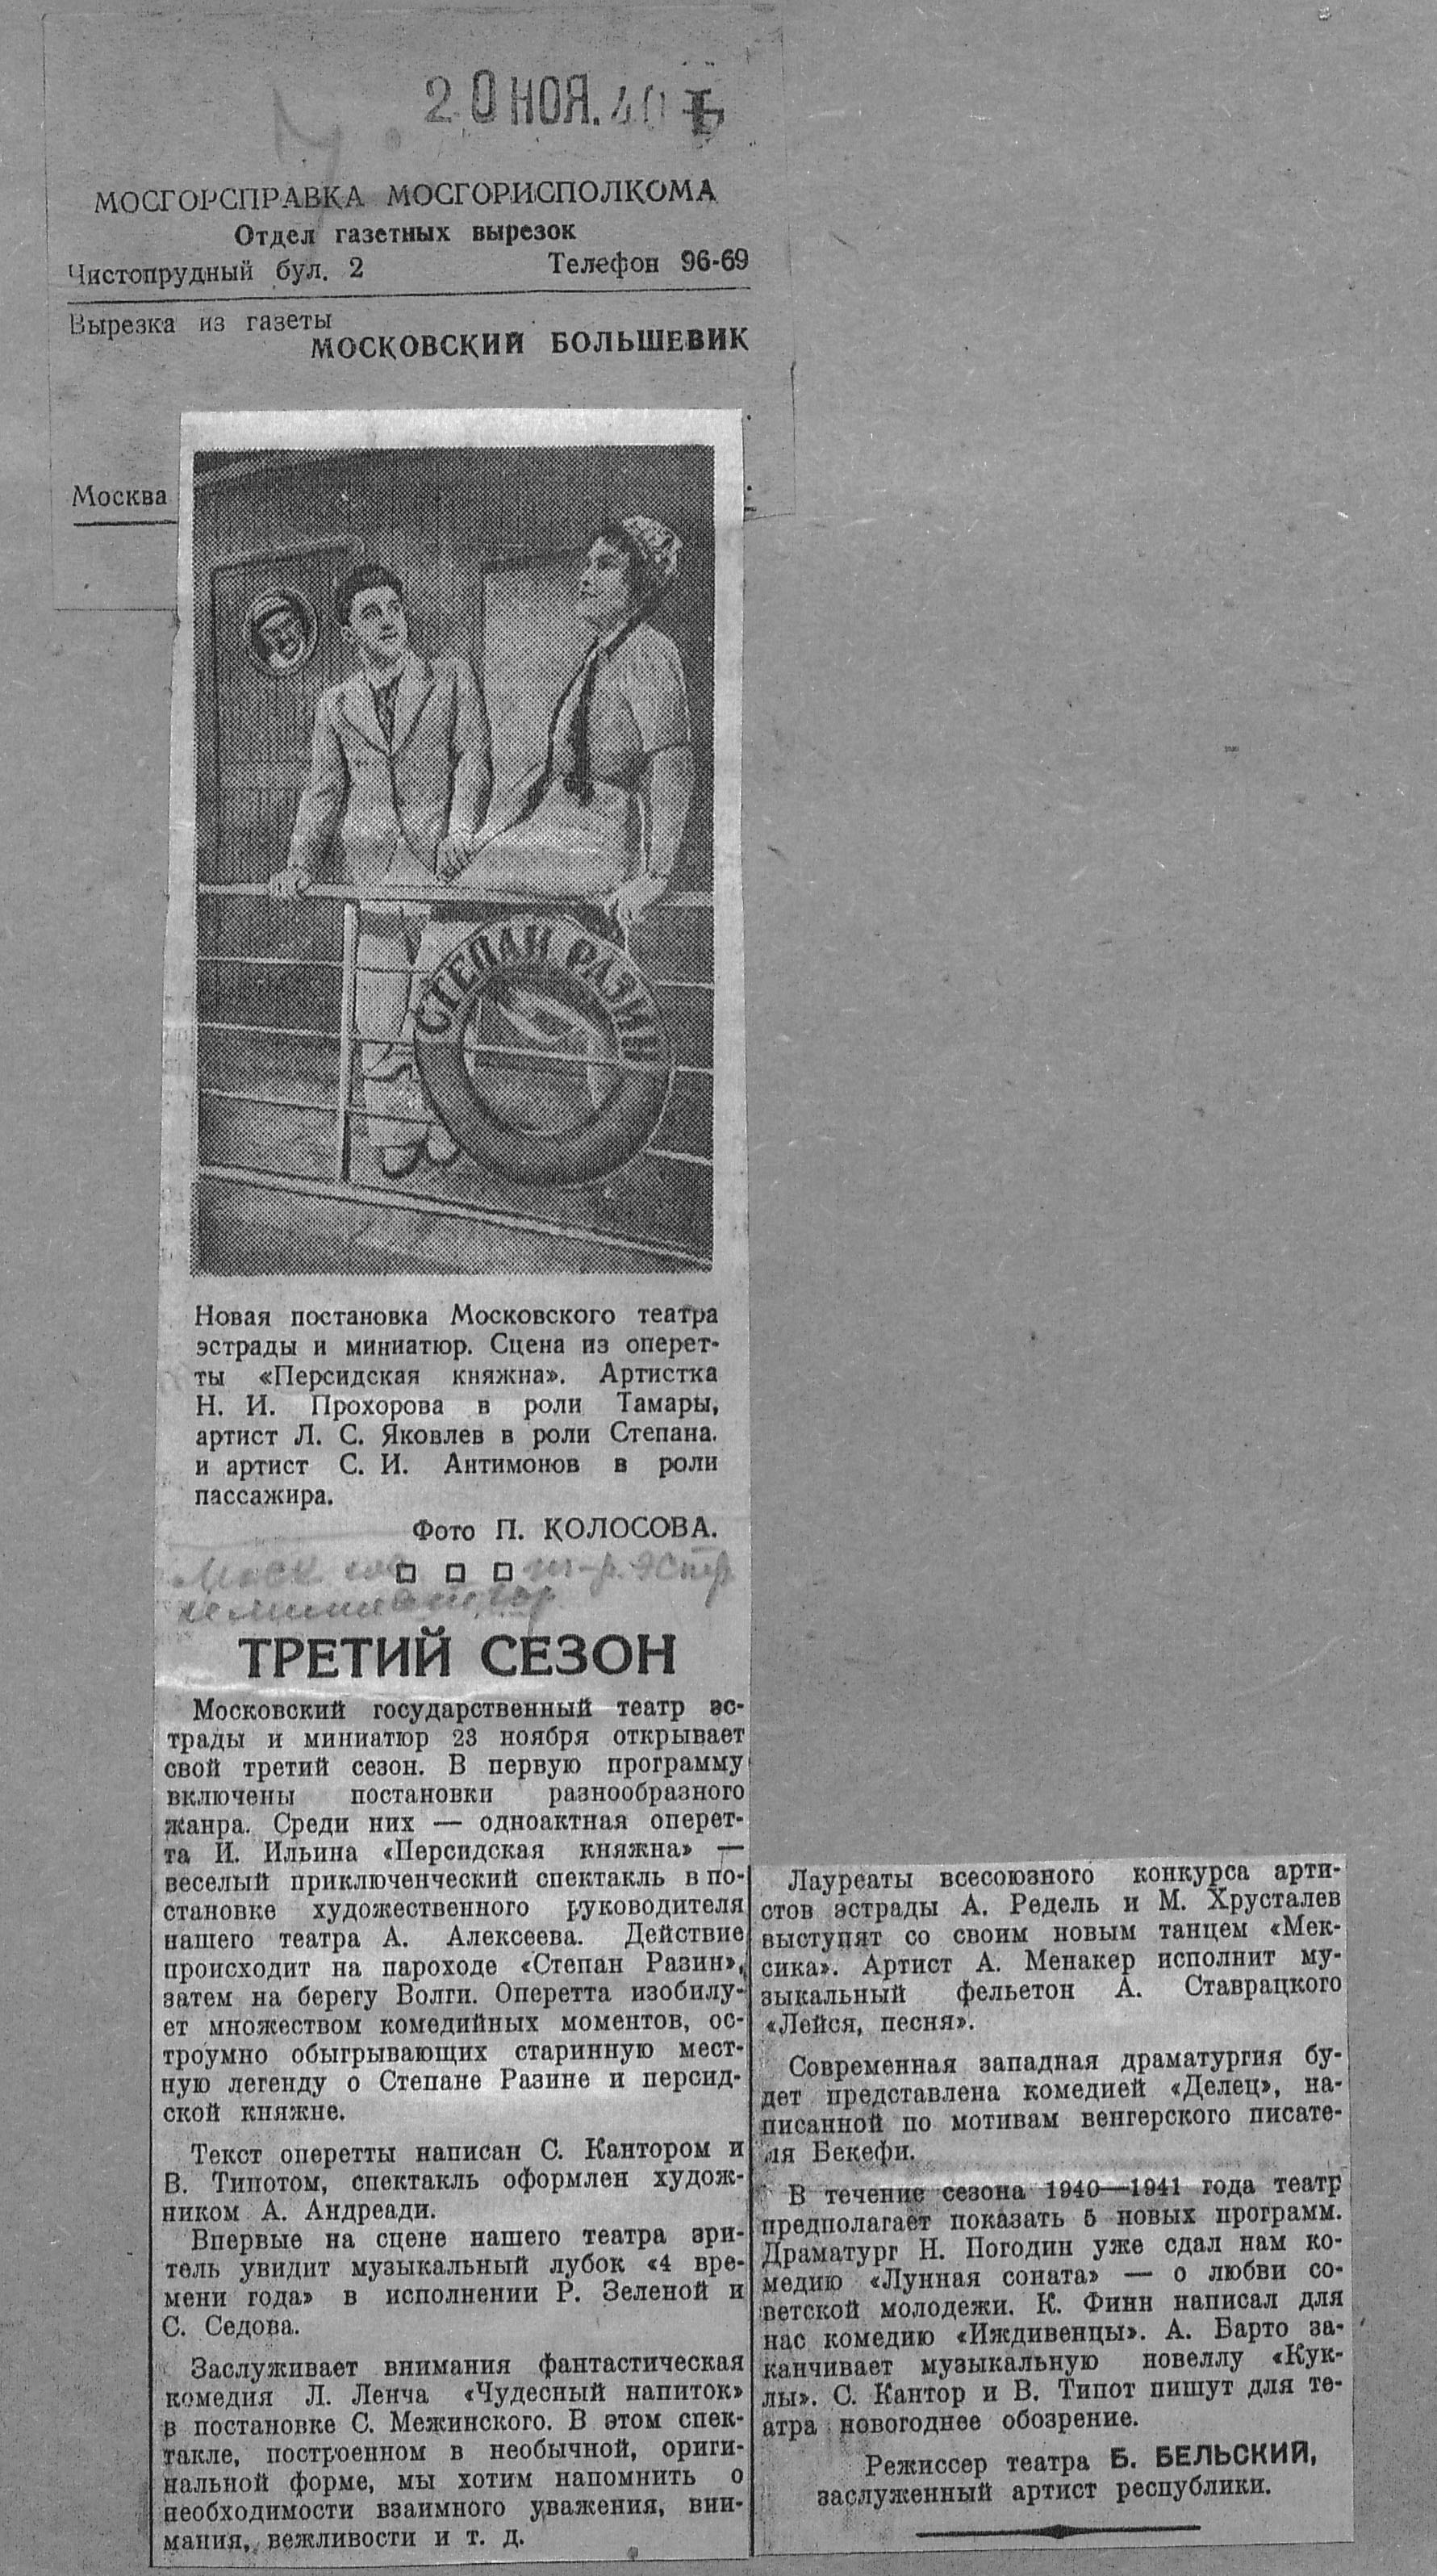 20 НОЯ. 40
МОСГОРСПРАВКА МОСГОРИСПОЛКОМА
Отдел газетных вырезок
Чистопрудный бул. 2 Телефон 96-69
Вырезка из газеты
МОСКОВСКИЙ БОЛЬШЕВИК
Москва
СТЕПАН РАЗИН
Новая постановка Московского театра
эстрады и миниатюр. Сцена из оперет-
ты «Персидская княжна». Артистка
Н. И. Прохорова в роли Тамары,
артист Л. С. Яковлев в роли Степана.
и артист С. И. Антимонов в роли
пассажира.
Фото П. КОЛОСОВА.
Моск т-р. эстр
и миниатюр
ТРЕТИЙ СЕЗОН
Московский государственный театр эс-
трады и миниатюр 23 ноября открывает
свой третий сезон. В первую программу
включены постановки разнообразного
жанра. Среди них — одноактная оперет-
та И. Ильина «Персидская княжна» —
веселый приключенческий спектакль в по-
становке художественного руководителя
нашего театра А. Алексеева. Действие
происходит на пароходе «Степан Разин»,
затем на берегу Волги. Оперетта изобилу-
ет множеством комедийных моментов, ос-
троумно обыгрывающих старинную мест-
ную легенду о Степане Разине и персид-
ской княжне.
Текст оперетты написан С. Кантором и
В. Типотом, спектакль оформлен худож-
ником А. Андреади.
Впервые на сцене нашего театра зри-
тель увидит музыкальный лубок «4 вре-
мени года» в исполнении Р. Зеленой и
С. Седова.
Заслуживает внимания фантастическая
комедия Л. Ленча «Чудесный напиток»
в постановке С. Межинского. В этом спек-
такле, построенном в необычной, ориги-
нальной форме, мы хотим напомнить о
необходимости взаимного уважения, вни-
мания, вежливости и т. д.
Лауреаты всесоюзного конкурса арти-
стов эстрады А. Редель и М. Хрусталев
выступят со своим новым танцем «Мек-
сика». Артист А. Менакер исполнит му-
зыкальный фельетон А. Ставрацкого
«Лейся, песня».
Современная западная драматургия бу-
дет представлена комедией «Делец», на-
писанной по мотивам венгерского писате-
ля Бекефи.
В течение сезона 1940—1941 года театр
предполагает показать 5 новых программ.
Драматург Н. Погодин уже сдал нам ко-
медию «Лунная соната» — о любви со-
ветской молодежи. К. Финн написал для
нас комедию «Иждивенцы». А. Барто за-
канчивает музыкальную новеллу «Кук-
лы». С. Кантор и В. Типот пишут для те-
атра новогоднее обозрение.
Режиссер театра Б. БЕЛЬСКИЙ,
заслуженный артист республики.